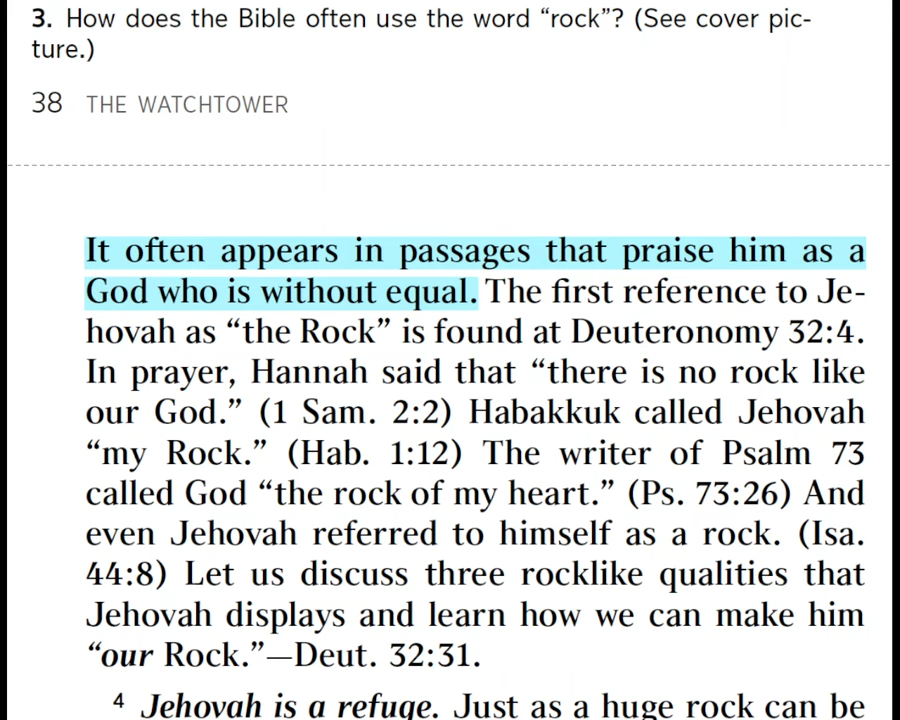 3. How does the Bible often use the word “rock”? (See cover pic-
ture.)
38 THE WATCHTOWER
It often appears in passages that praise him as a
God who is without equal. The first reference to Je-
hovah as “the Rock” is found at Deuteronomy 32:4.
In prayer, Hannah said that “there is no rock like
our God.” (1 Sam. 2:2) Habakkuk called Jehovah
“my Rock.” (Hab. 1:12) The writer of Psalm 73
called God “the rock of my heart.” (Ps. 73:26) And
even Jehovah referred to himself as a rock. (Isa.
44:8) Let us discuss three rocklike qualities that
Jehovah displays and learn how we can make him
“our Rock.”—Deut. 32:31.
4 Jehovah is a refuge. Just as a huge rock can be